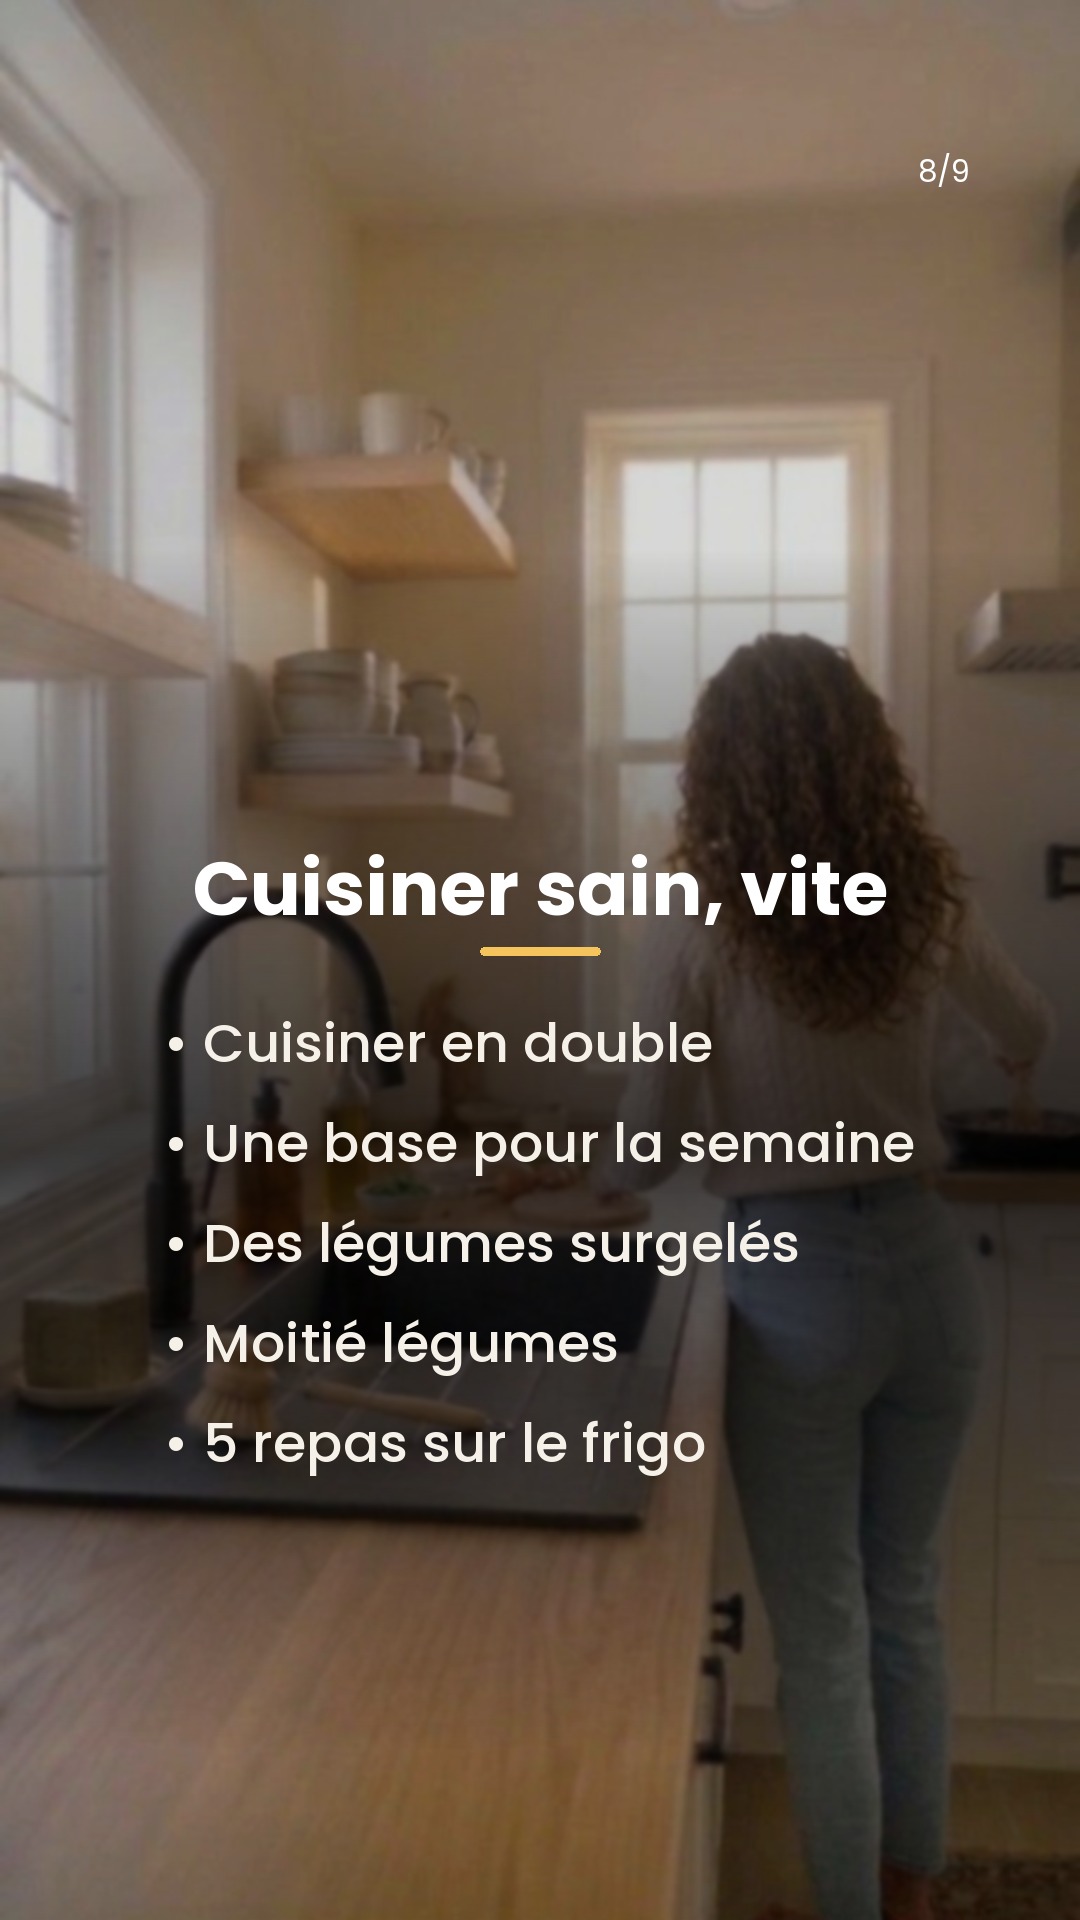 8/9
Cuisiner sain, vite
• Cuisiner en double
• Une base pour la semaine
• Des légumes surgelés
• Moitié légumes
• 5 repas sur le frigo